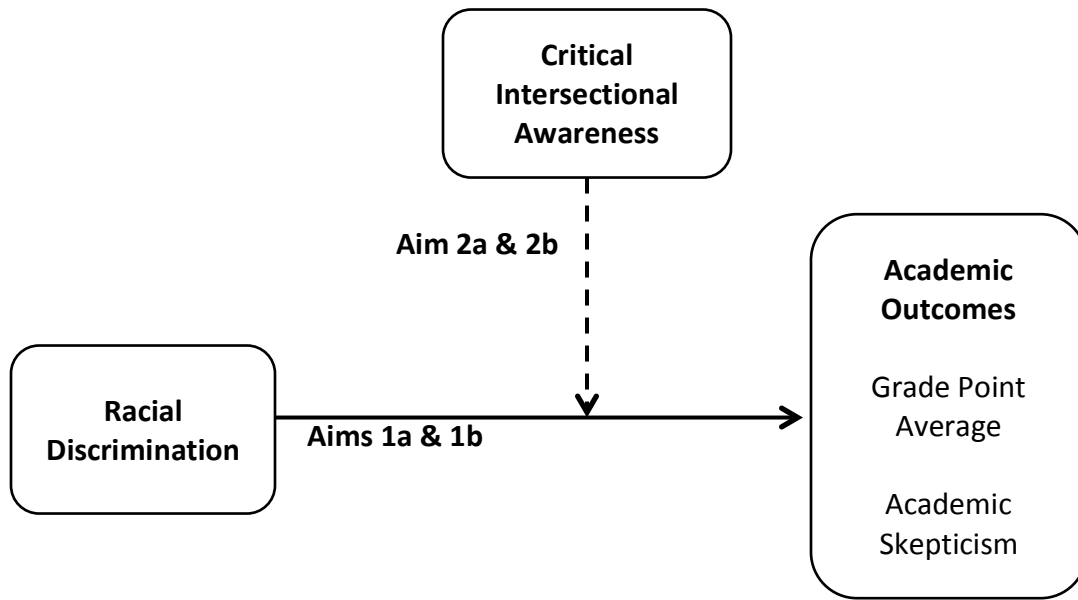 Critical
Intersectional
Awareness
Aim 2a & 2b
Academic
Outcomes
Grade Point
Average
Academic
Skepticism
Racial
Discrimination
Aims 1a & 1b